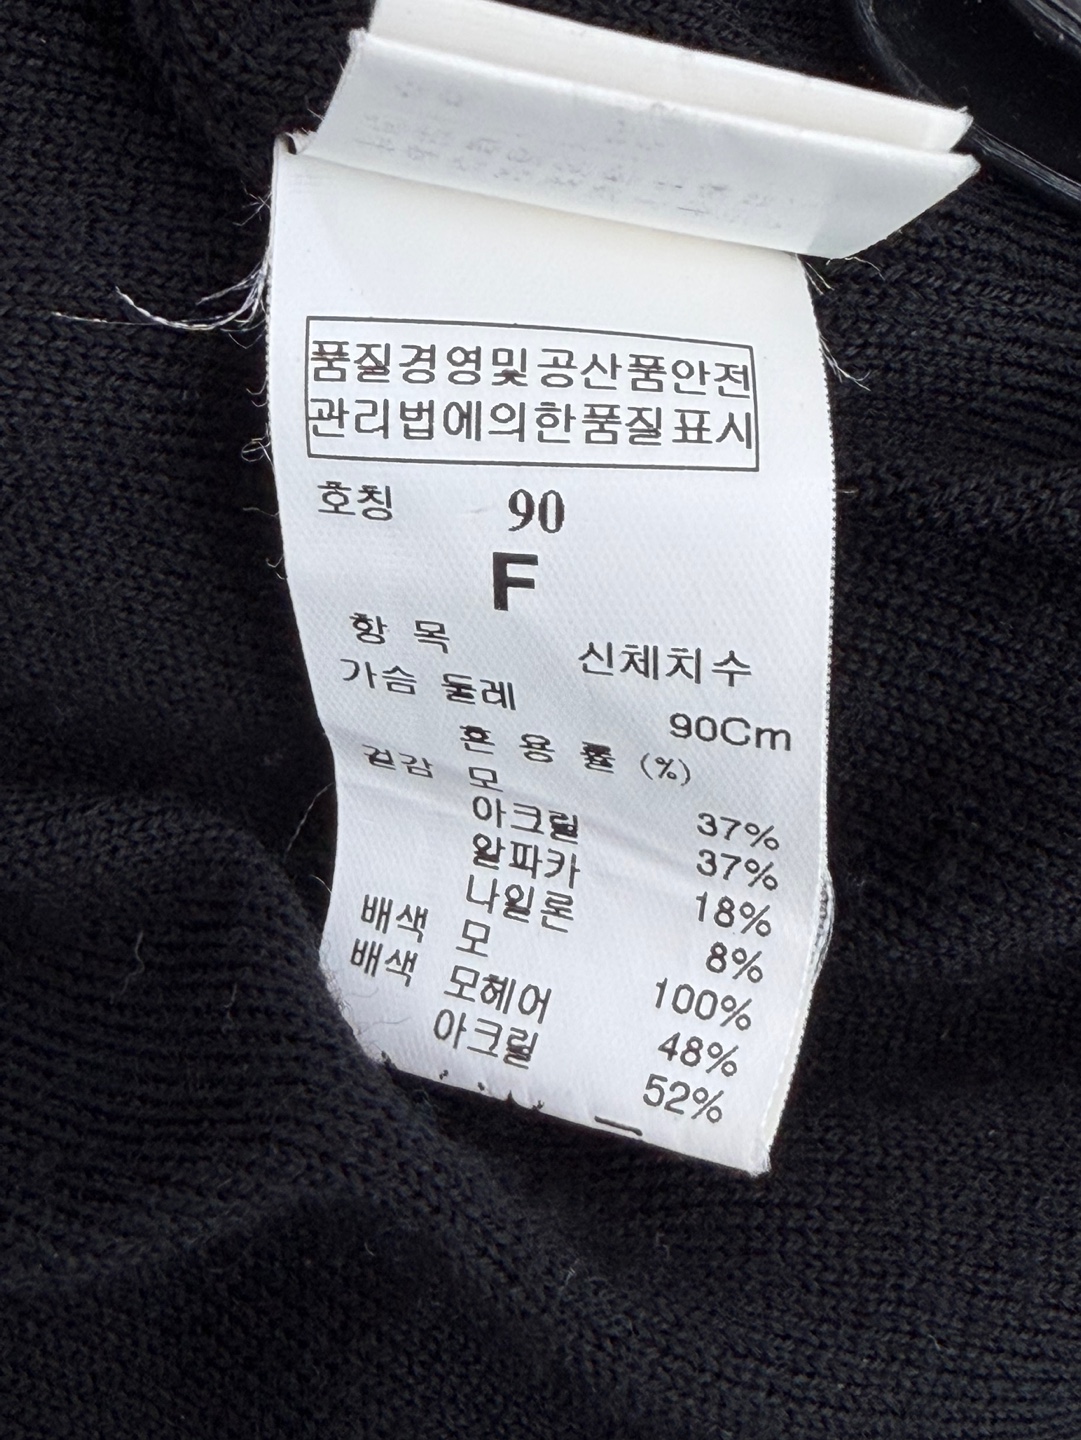 품질경영및공산품안전
관리법에의한품질표시
호칭 90
F
항 목 신체치수
가슴 둘레 90Cm
혼 용 률 (%)
겉감 모 37%
아크릴 37%
알파카 18%
나일론 8%
배색 모 100%
배색 모헤어 48%
아크릴 52%